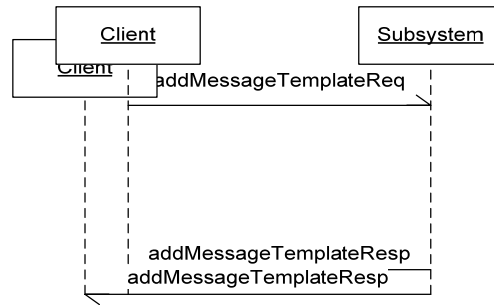 Client
Subsystem
Client
addMessageTemplateReq
addMessageTemplateResp
addMessageTemplateResp